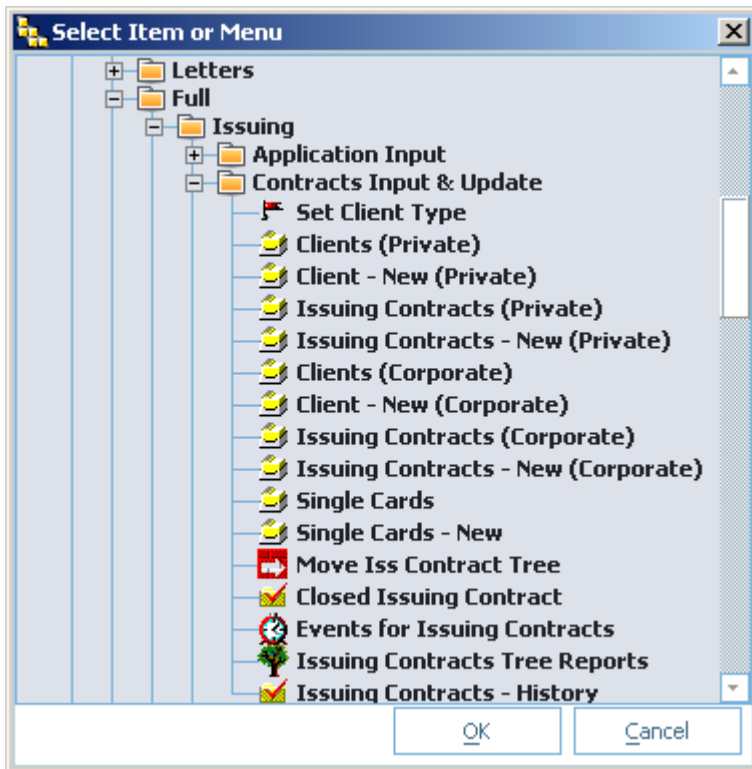 Select Item or Menu
Letters
Full
Issuing
Application Input
Contracts Input & Update
Set Client Type
Clients (Private)
Client - New (Private)
Issuing Contracts (Private)
Issuing Contracts - New (Private)
Clients (Corporate)
Client - New (Corporate)
Issuing Contracts (Corporate)
Issuing Contracts - New (Corporate)
Single Cards
Single Cards - New
Move Iss Contract Tree
Closed Issuing Contract
Events for Issuing Contracts
Issuing Contracts Tree Reports
Issuing Contracts - History
OK Cancel